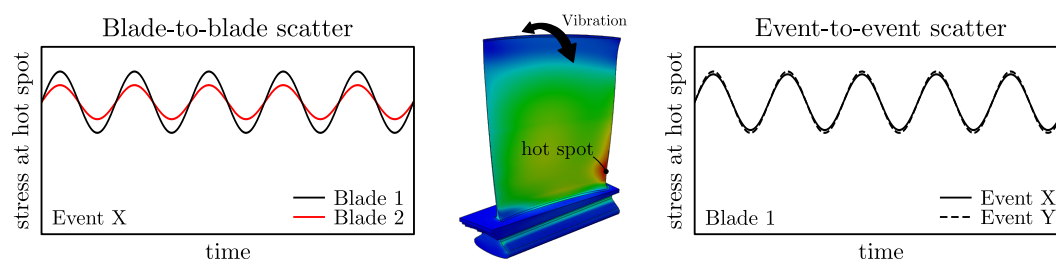 Blade-to-blade scatter
stress at hot spot
Blade 1
Blade 2
Event X
time
Vibration
hot spot
Event-to-event scatter
stress at hot spot
Event X
Event Y
Blade 1
time